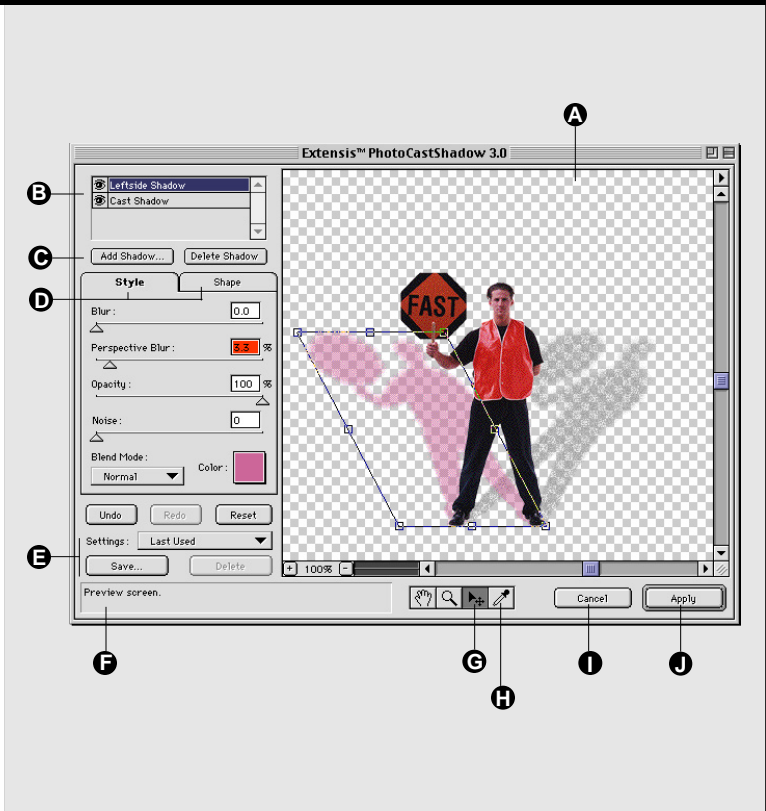 A
Extensis™ PhotoCastShadow 3.0
B
Leftside Shadow
Cast Shadow
C
Add Shadow...
Delete Shadow
D
Style
Shape
Blur:
0.0
Perspective Blur:
3.3 %
Opacity:
100 %
Noise:
0
Blend Mode:
Normal
Color:
FAST
Undo
Redo
Reset
E
Settings:
Last Used
Save...
Delete
+ 100% -
Preview screen.
Cancel
Apply
F
G
H
I
J